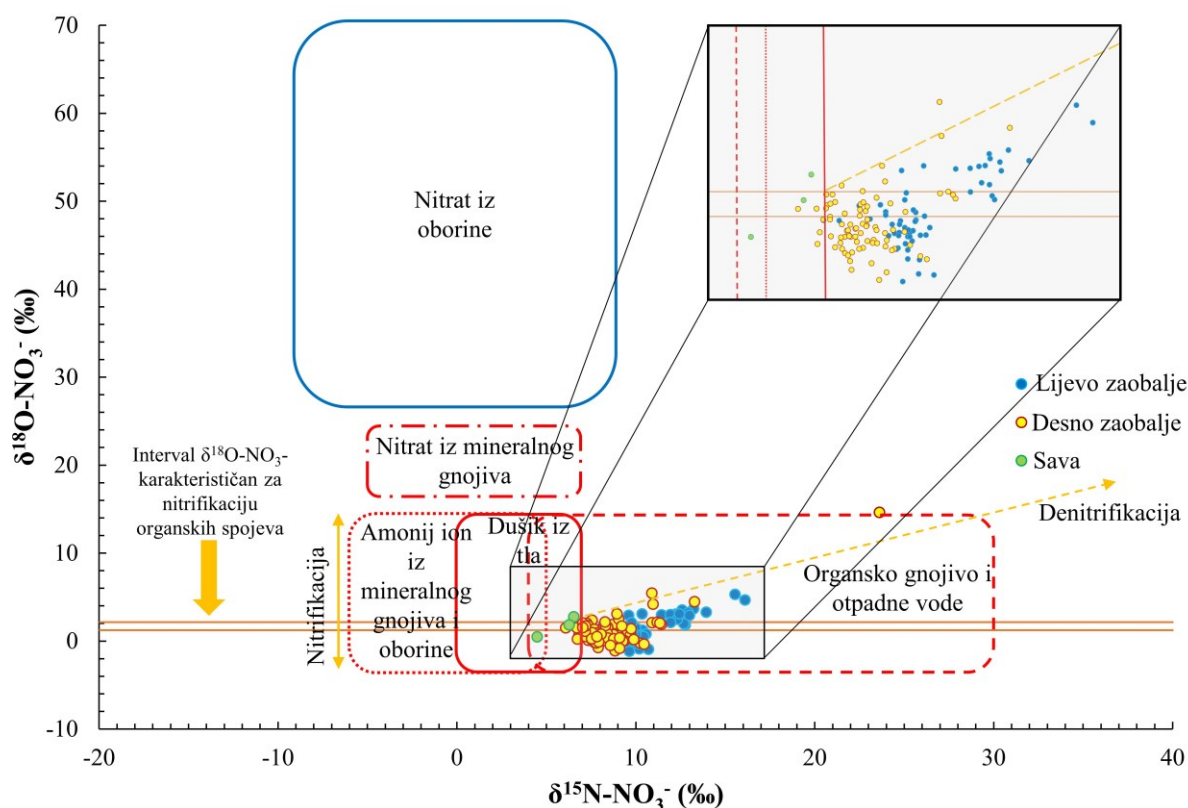 70
60
50
40
30
20
10
0
-10
δ¹⁸O-NO₃⁻ (‰)
Nitrat iz
oborine
Lijevo zaobalje
Desno zaobalje
Sava
Nitrat iz mineralnog
gnojiva
Interval δ¹⁸O-NO₃-
karakterističan za
nitrifikaciju
organskih spojeva
Nitrifikacija
Amonij ion
iz
mineralnog
gnojiva i
oborine
Dušik iz
tla
Denitrifikacija
Organsko gnojivo i
otpadne vode
-20 -10 0 10 20 30 40
δ¹⁵N-NO₃⁻ (‰)